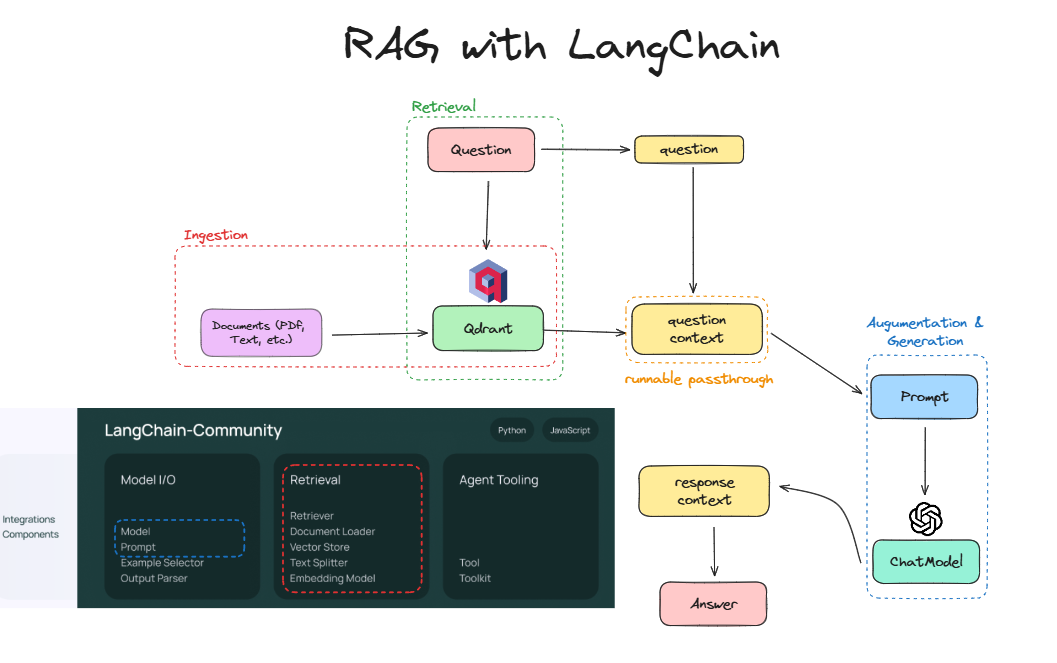 RAG with LangChain
Retrieval
Question
question
Ingestion
Documents (PDF,
Text, etc.)
Qdrant
question
context
runnable passthrough
Augumentation &
Generation
Prompt
ChatModel
response
context
Answer
LangChain-Community
Python
JavaScript
Integrations
Components
Model I/O
Model
Prompt
Example Selector
Output Parser
Retrieval
Retriever
Document Loader
Vector Store
Text Splitter
Embedding Model
Agent Tooling
Tool
Toolkit